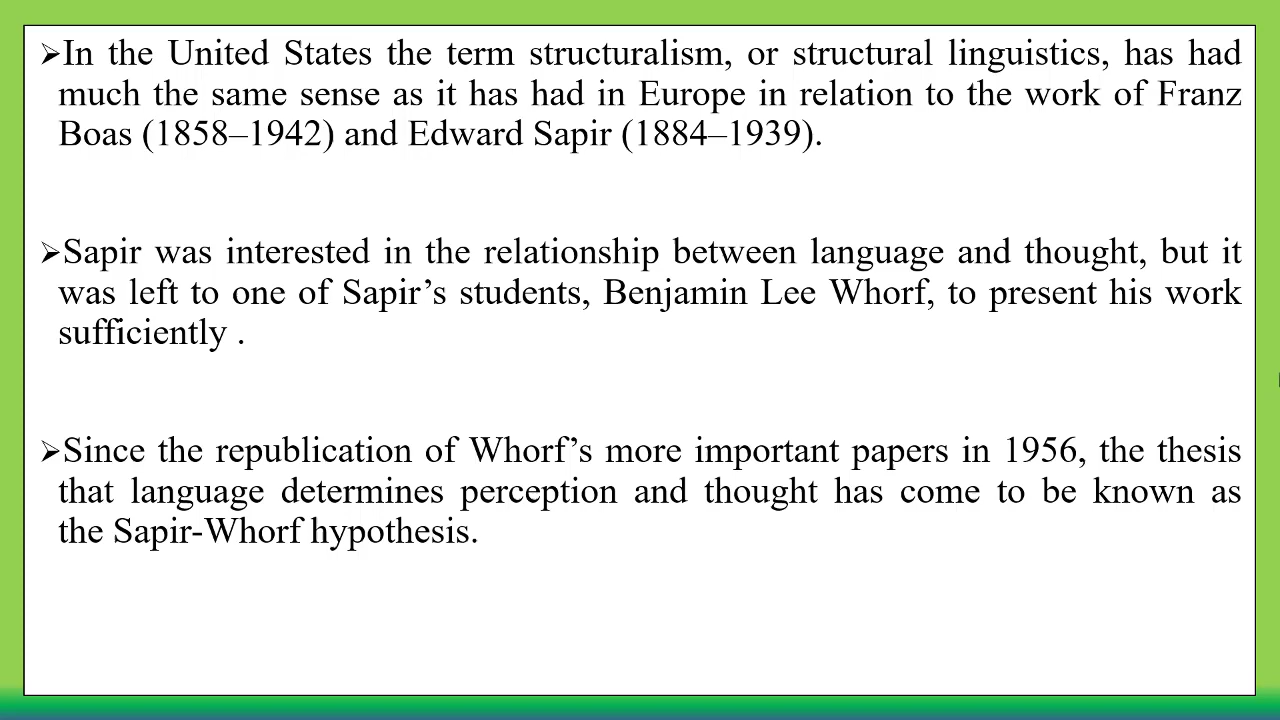 ➢In the United States the term structuralism, or structural linguistics, has had
much the same sense as it has had in Europe in relation to the work of Franz
Boas (1858–1942) and Edward Sapir (1884–1939).
➢Sapir was interested in the relationship between language and thought, but it
was left to one of Sapir’s students, Benjamin Lee Whorf, to present his work
sufficiently .
➢Since the republication of Whorf’s more important papers in 1956, the thesis
that language determines perception and thought has come to be known as
the Sapir-Whorf hypothesis.